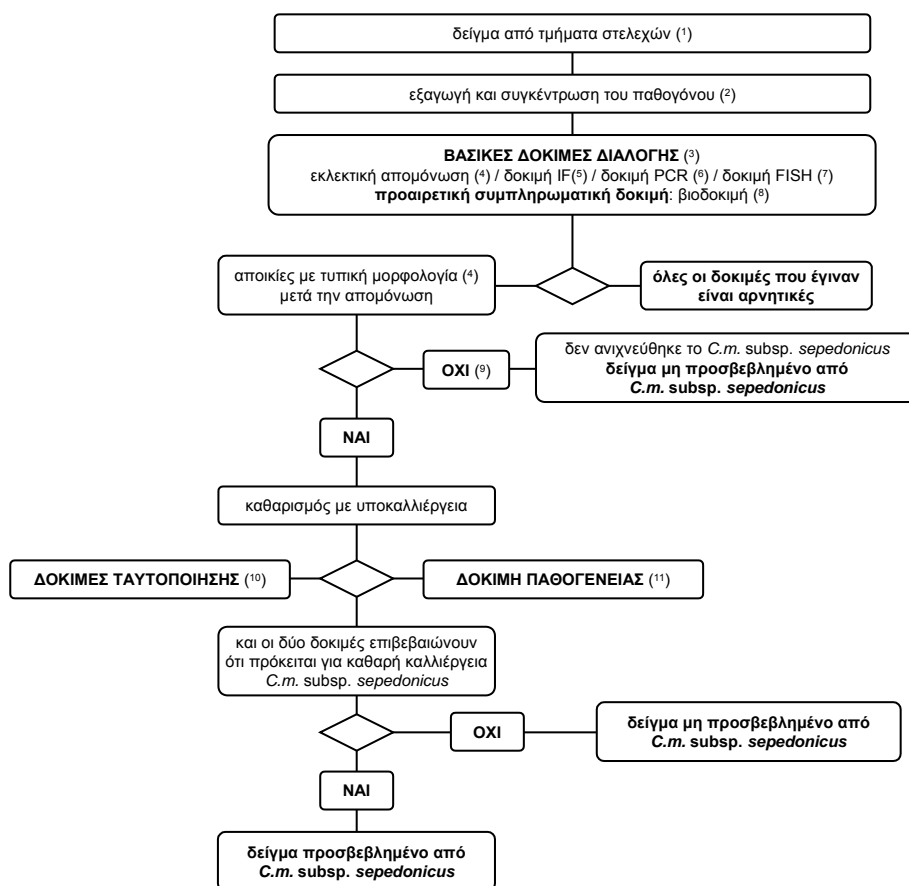 δείγμα από τμήματα στελεχών (¹)
εξαγωγή και συγκέντρωση του παθογόνου (²)
ΒΑΣΙΚΕΣ ΔΟΚΙΜΕΣ ΔΙΑΛΟΓΗΣ (³)
εκλεκτική απομόνωση (⁴) / δοκιμή IF(⁵) / δοκιμή PCR (⁶) / δοκιμή FISH (⁷)
προαιρετική συμπληρωματική δοκιμή: βιοδοκιμή (⁸)
αποικίες με τυπική μορφολογία (⁴)
μετά την απομόνωση
όλες οι δοκιμές που έγιναν
είναι αρνητικές
ΟΧΙ (⁹)
δεν ανιχνεύθηκε το C.m. subsp. sepedonicus
δείγμα μη προσβεβλημένο από
C.m. subsp. sepedonicus
ΝΑΙ
καθαρισμός με υποκαλλιέργεια
ΔΟΚΙΜΕΣ ΤΑΥΤΟΠΟΙΗΣΗΣ (¹⁰)
ΔΟΚΙΜΗ ΠΑΘΟΓΕΝΕΙΑΣ (¹¹)
και οι δύο δοκιμές επιβεβαιώνουν
ότι πρόκειται για καθαρή καλλιέργεια
C.m. subsp. sepedonicus
ΟΧΙ
δείγμα μη προσβεβλημένο από
C.m. subsp. sepedonicus
ΝΑΙ
δείγμα προσβεβλημένο από
C.m. subsp. sepedonicus